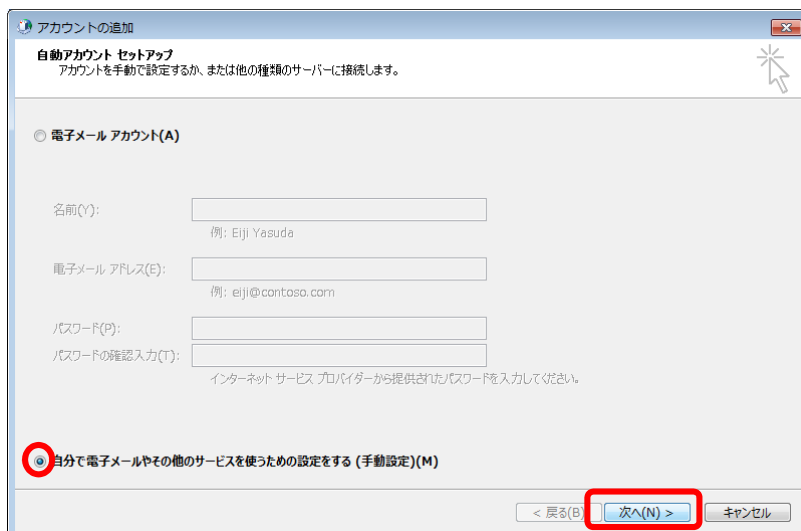 アカウントの追加
自動アカウント セットアップ
アカウントを手動で設定するか、または他の種類のサーバーに接続します。
電子メール アカウント(A)
名前(Y):
例: Eiji Yasuda
電子メール アドレス(E):
例: eiji@contoso.com
パスワード(P):
パスワードの確認入力(T):
インターネット サービス プロバイダーから提供されたパスワードを入力してください。
自分で電子メールやその他のサービスを使うための設定をする (手動設定)(M)
< 戻る(B) 次へ(N) > キャンセル